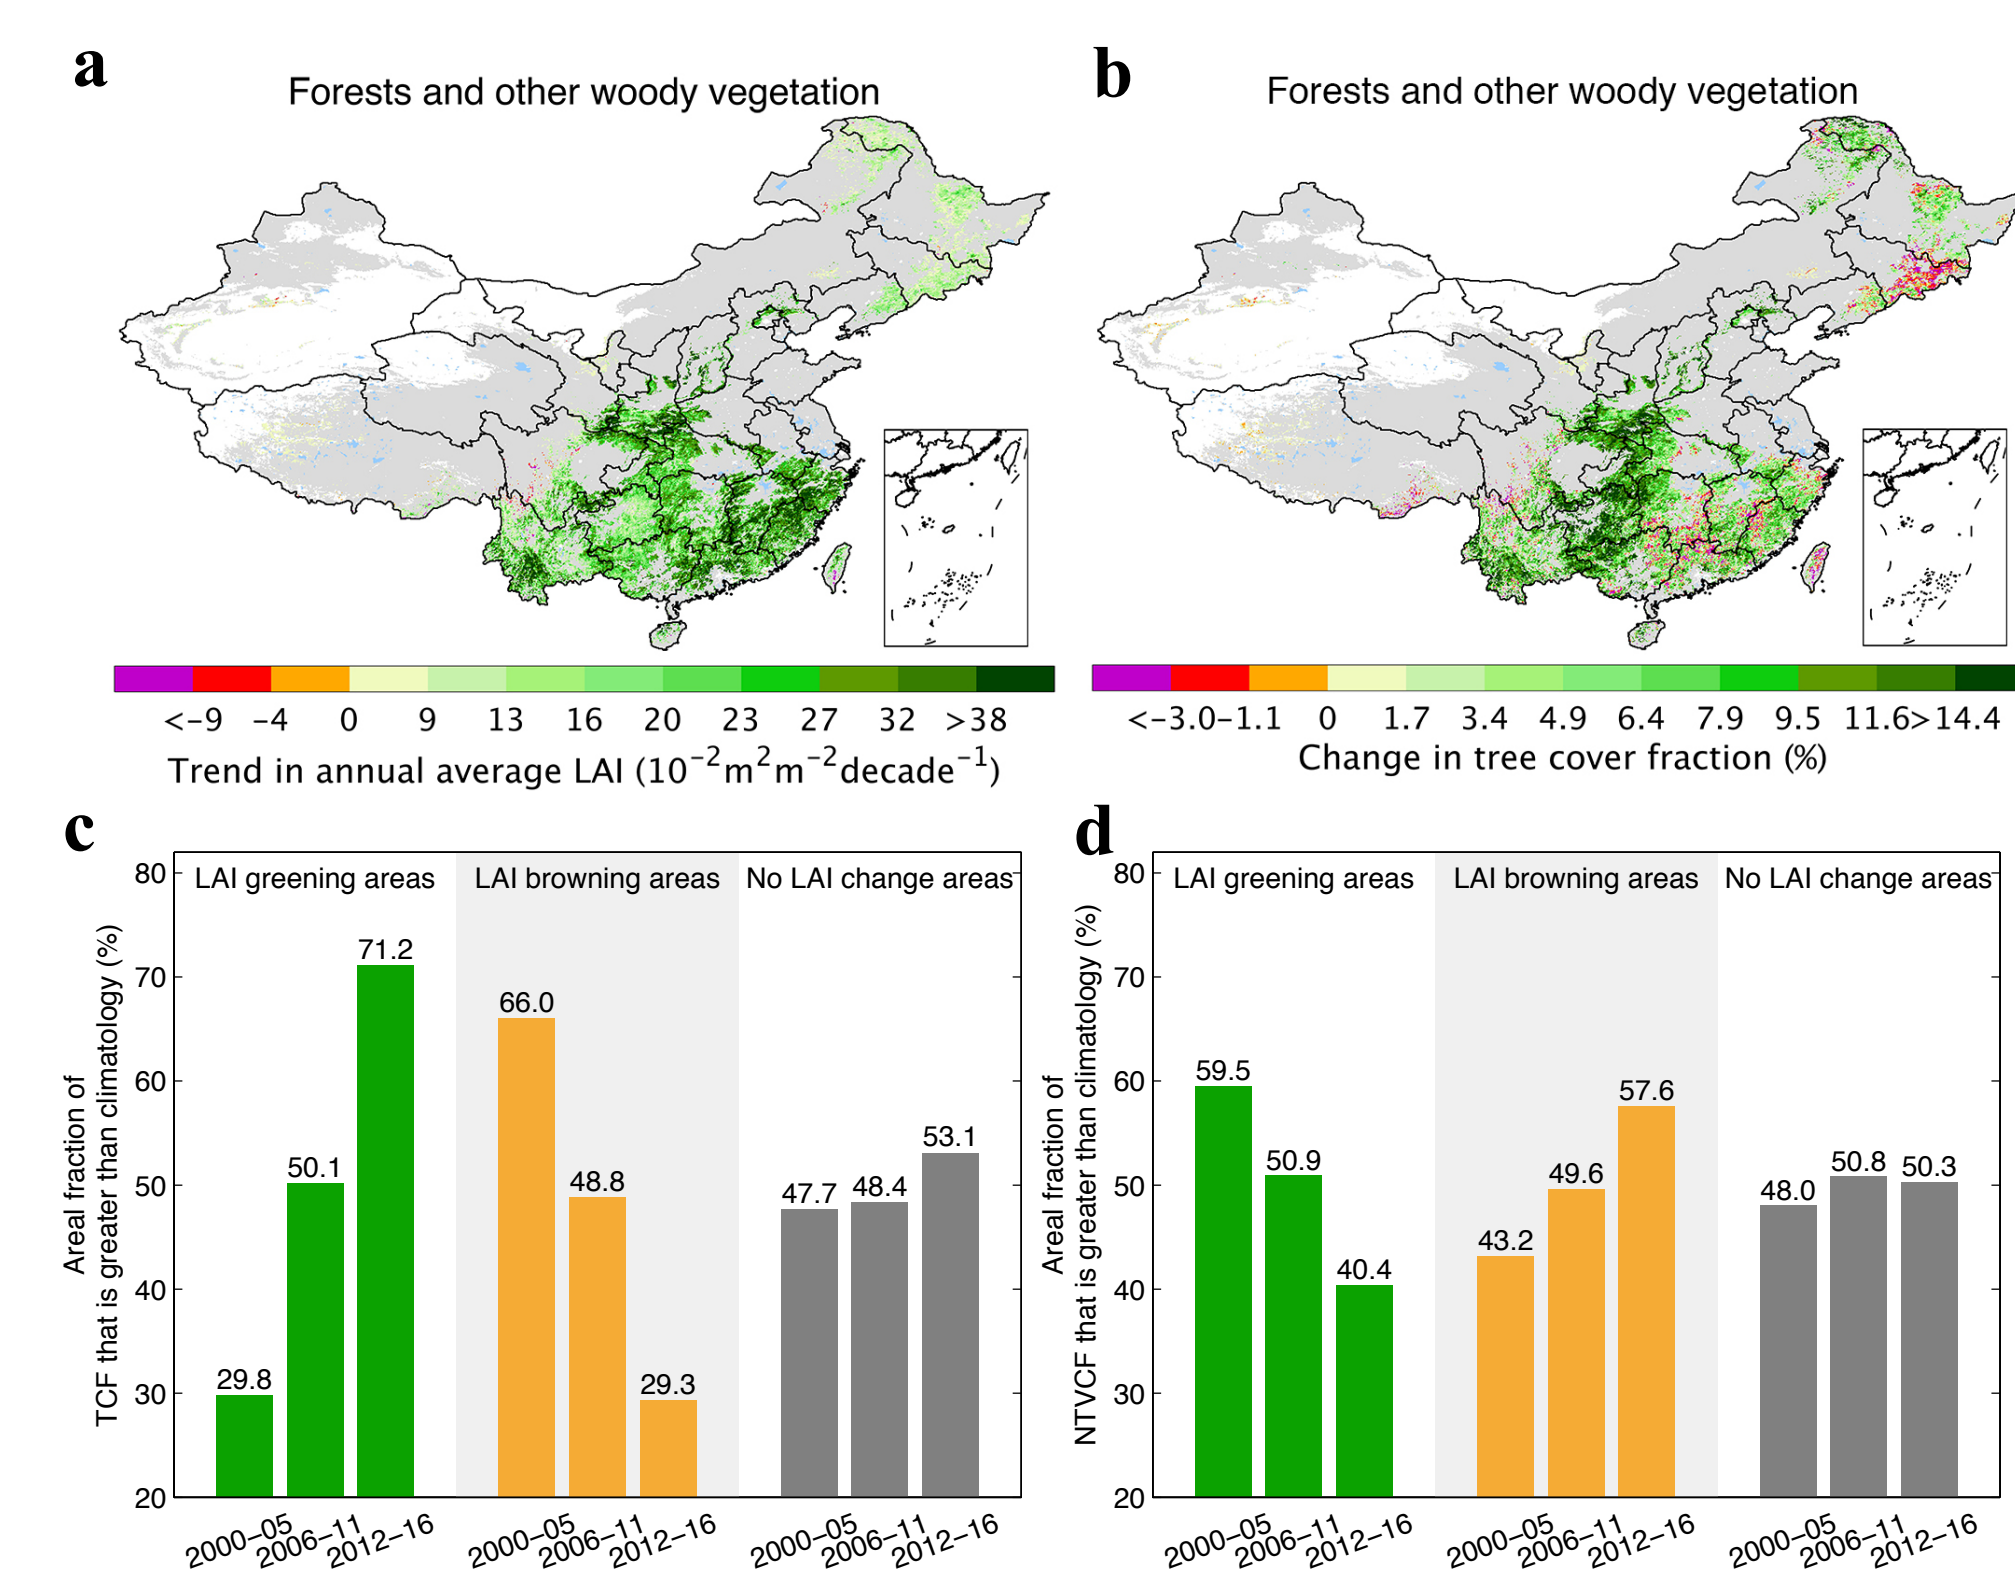 a
Forests and other woody vegetation
<-9 -4 0 9 13 16 20 23 27 32 >38
Trend in annual average LAI (10⁻²m²m⁻²decade⁻¹)
b
Forests and other woody vegetation
<-3.0-1.1 0 1.7 3.4 4.9 6.4 7.9 9.5 11.6>14.4
Change in tree cover fraction (%)
c
Areal fraction of
TCF that is greater than climatology (%)
80
70
60
50
40
30
20
LAI greening areas
LAI browning areas
No LAI change areas
29.8
50.1
71.2
66.0
48.8
29.3
47.7
48.4
53.1
2000–05
2006–11
2012–16
2000–05
2006–11
2012–16
2000–05
2006–11
2012–16
d
Areal fraction of
NTVCF that is greater than climatology (%)
80
70
60
50
40
30
20
LAI greening areas
LAI browning areas
No LAI change areas
59.5
50.9
40.4
43.2
49.6
57.6
48.0
50.8
50.3
2000–05
2006–11
2012–16
2000–05
2006–11
2012–16
2000–05
2006–11
2012–16